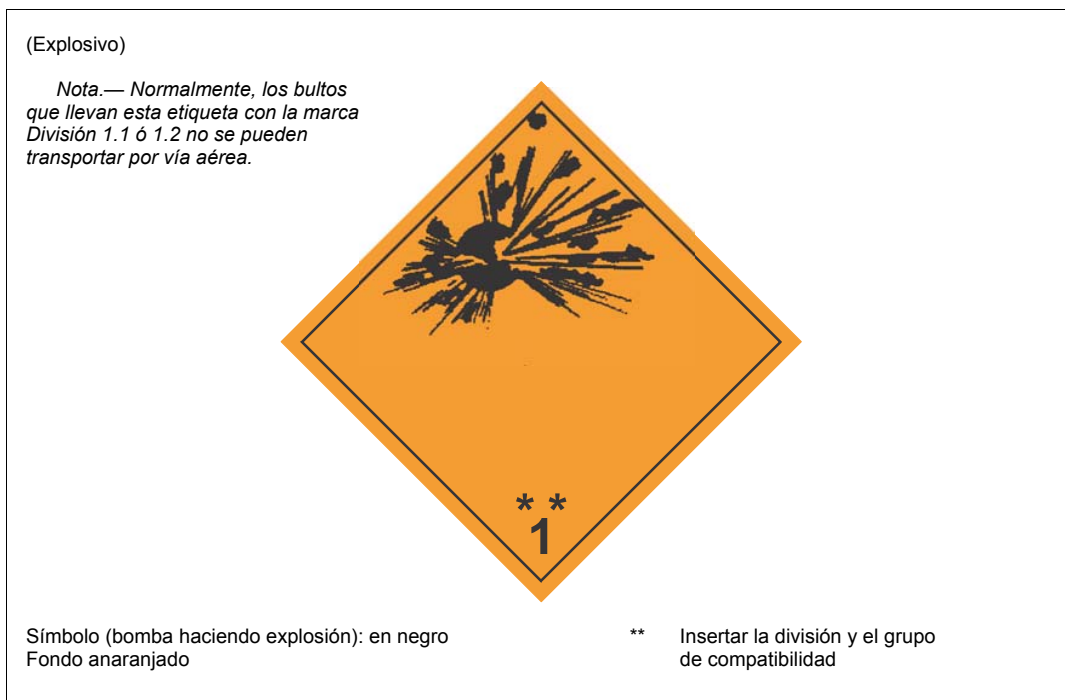 (Explosivo)
Nota.— Normalmente, los bultos
que llevan esta etiqueta con la marca
División 1.1 ó 1.2 no se pueden
transportar por vía aérea.
* *
1
Símbolo (bomba haciendo explosión): en negro
Fondo anaranjado
** Insertar la división y el grupo
de compatibilidad